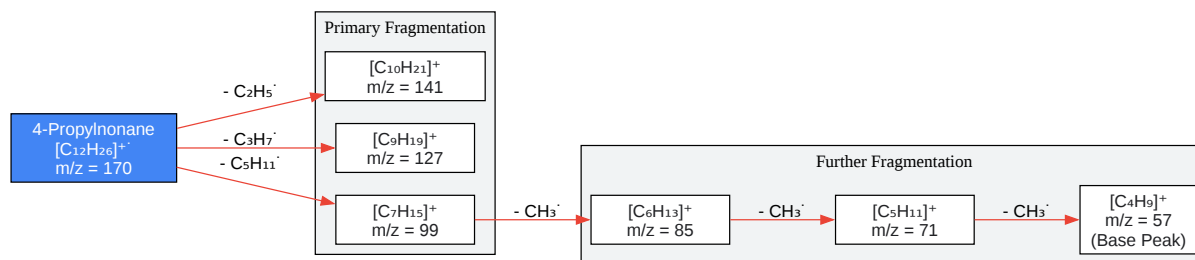 Primary Fragmentation
[C₁₀H₂₁]⁺
m/z = 141
- C₂H₅˙
4-Propylnonane
[C₁₂H₂₆]⁺˙
m/z = 170
- C₃H₇˙
[C₉H₁₉]⁺
m/z = 127
- C₅H₁₁˙
Further Fragmentation
[C₇H₁₅]⁺
m/z = 99
- CH₃˙
[C₆H₁₃]⁺
m/z = 85
- CH₃˙
[C₅H₁₁]⁺
m/z = 71
- CH₃˙
[C₄H₉]⁺
m/z = 57
(Base Peak)